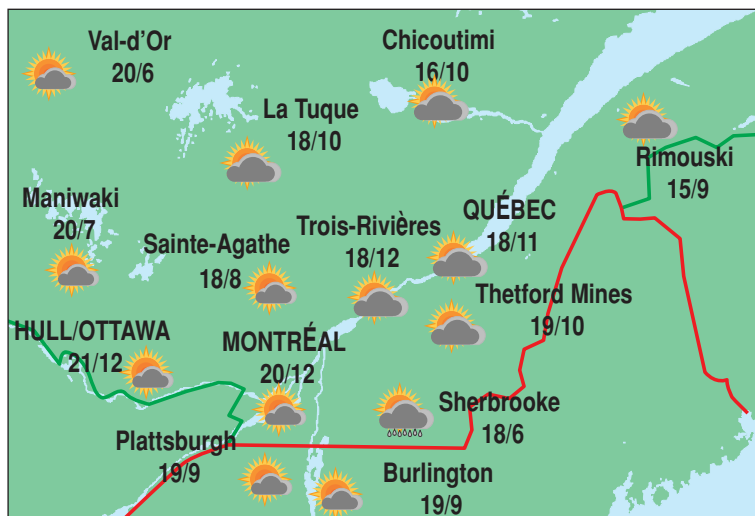 Val-d'Or
20/6
Chicoutimi
16/10
La Tuque
18/10
Rimouski
15/9
Maniwaki
20/7
Sainte-Agathe
18/8
Trois-Rivières
18/12
QUÉBEC
18/11
Thetford Mines
19/10
HULL/OTTAWA
21/12
MONTRÉAL
20/12
Sherbrooke
18/6
Plattsburgh
19/9
Burlington
19/9